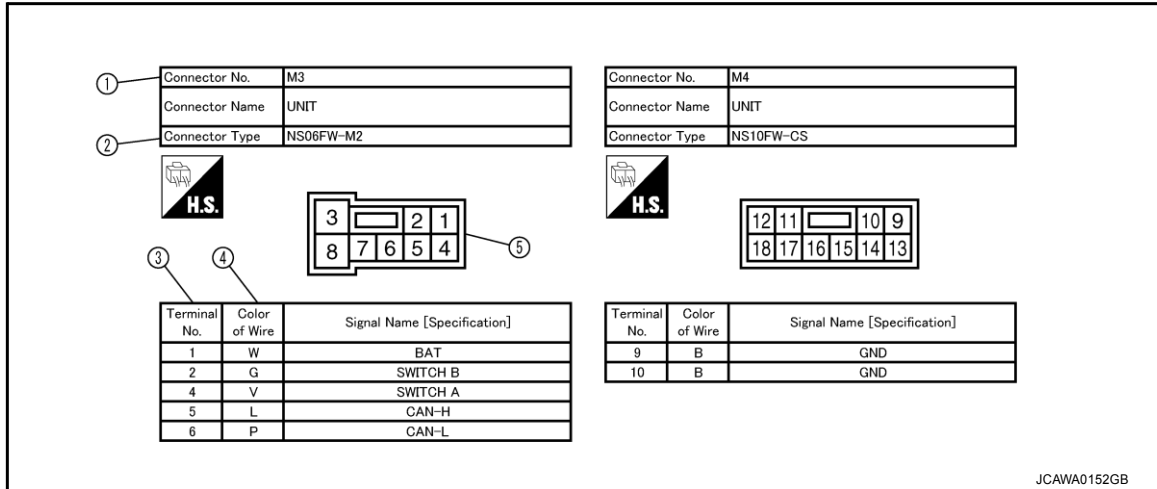 ① Connector No. M3
Connector Name UNIT
② Connector Type NS06FW-M2
H.S.
3 2 1
8 7 6 5 4
⑤
③ ④
Terminal No. Color of Wire Signal Name [Specification]
1 W BAT
2 G SWITCH B
4 V SWITCH A
5 L CAN-H
6 P CAN-L
Connector No. M4
Connector Name UNIT
Connector Type NS10FW-CS
H.S.
12 11 10 9
18 17 16 15 14 13
Terminal No. Color of Wire Signal Name [Specification]
9 B GND
10 B GND
JCAWA0152GB